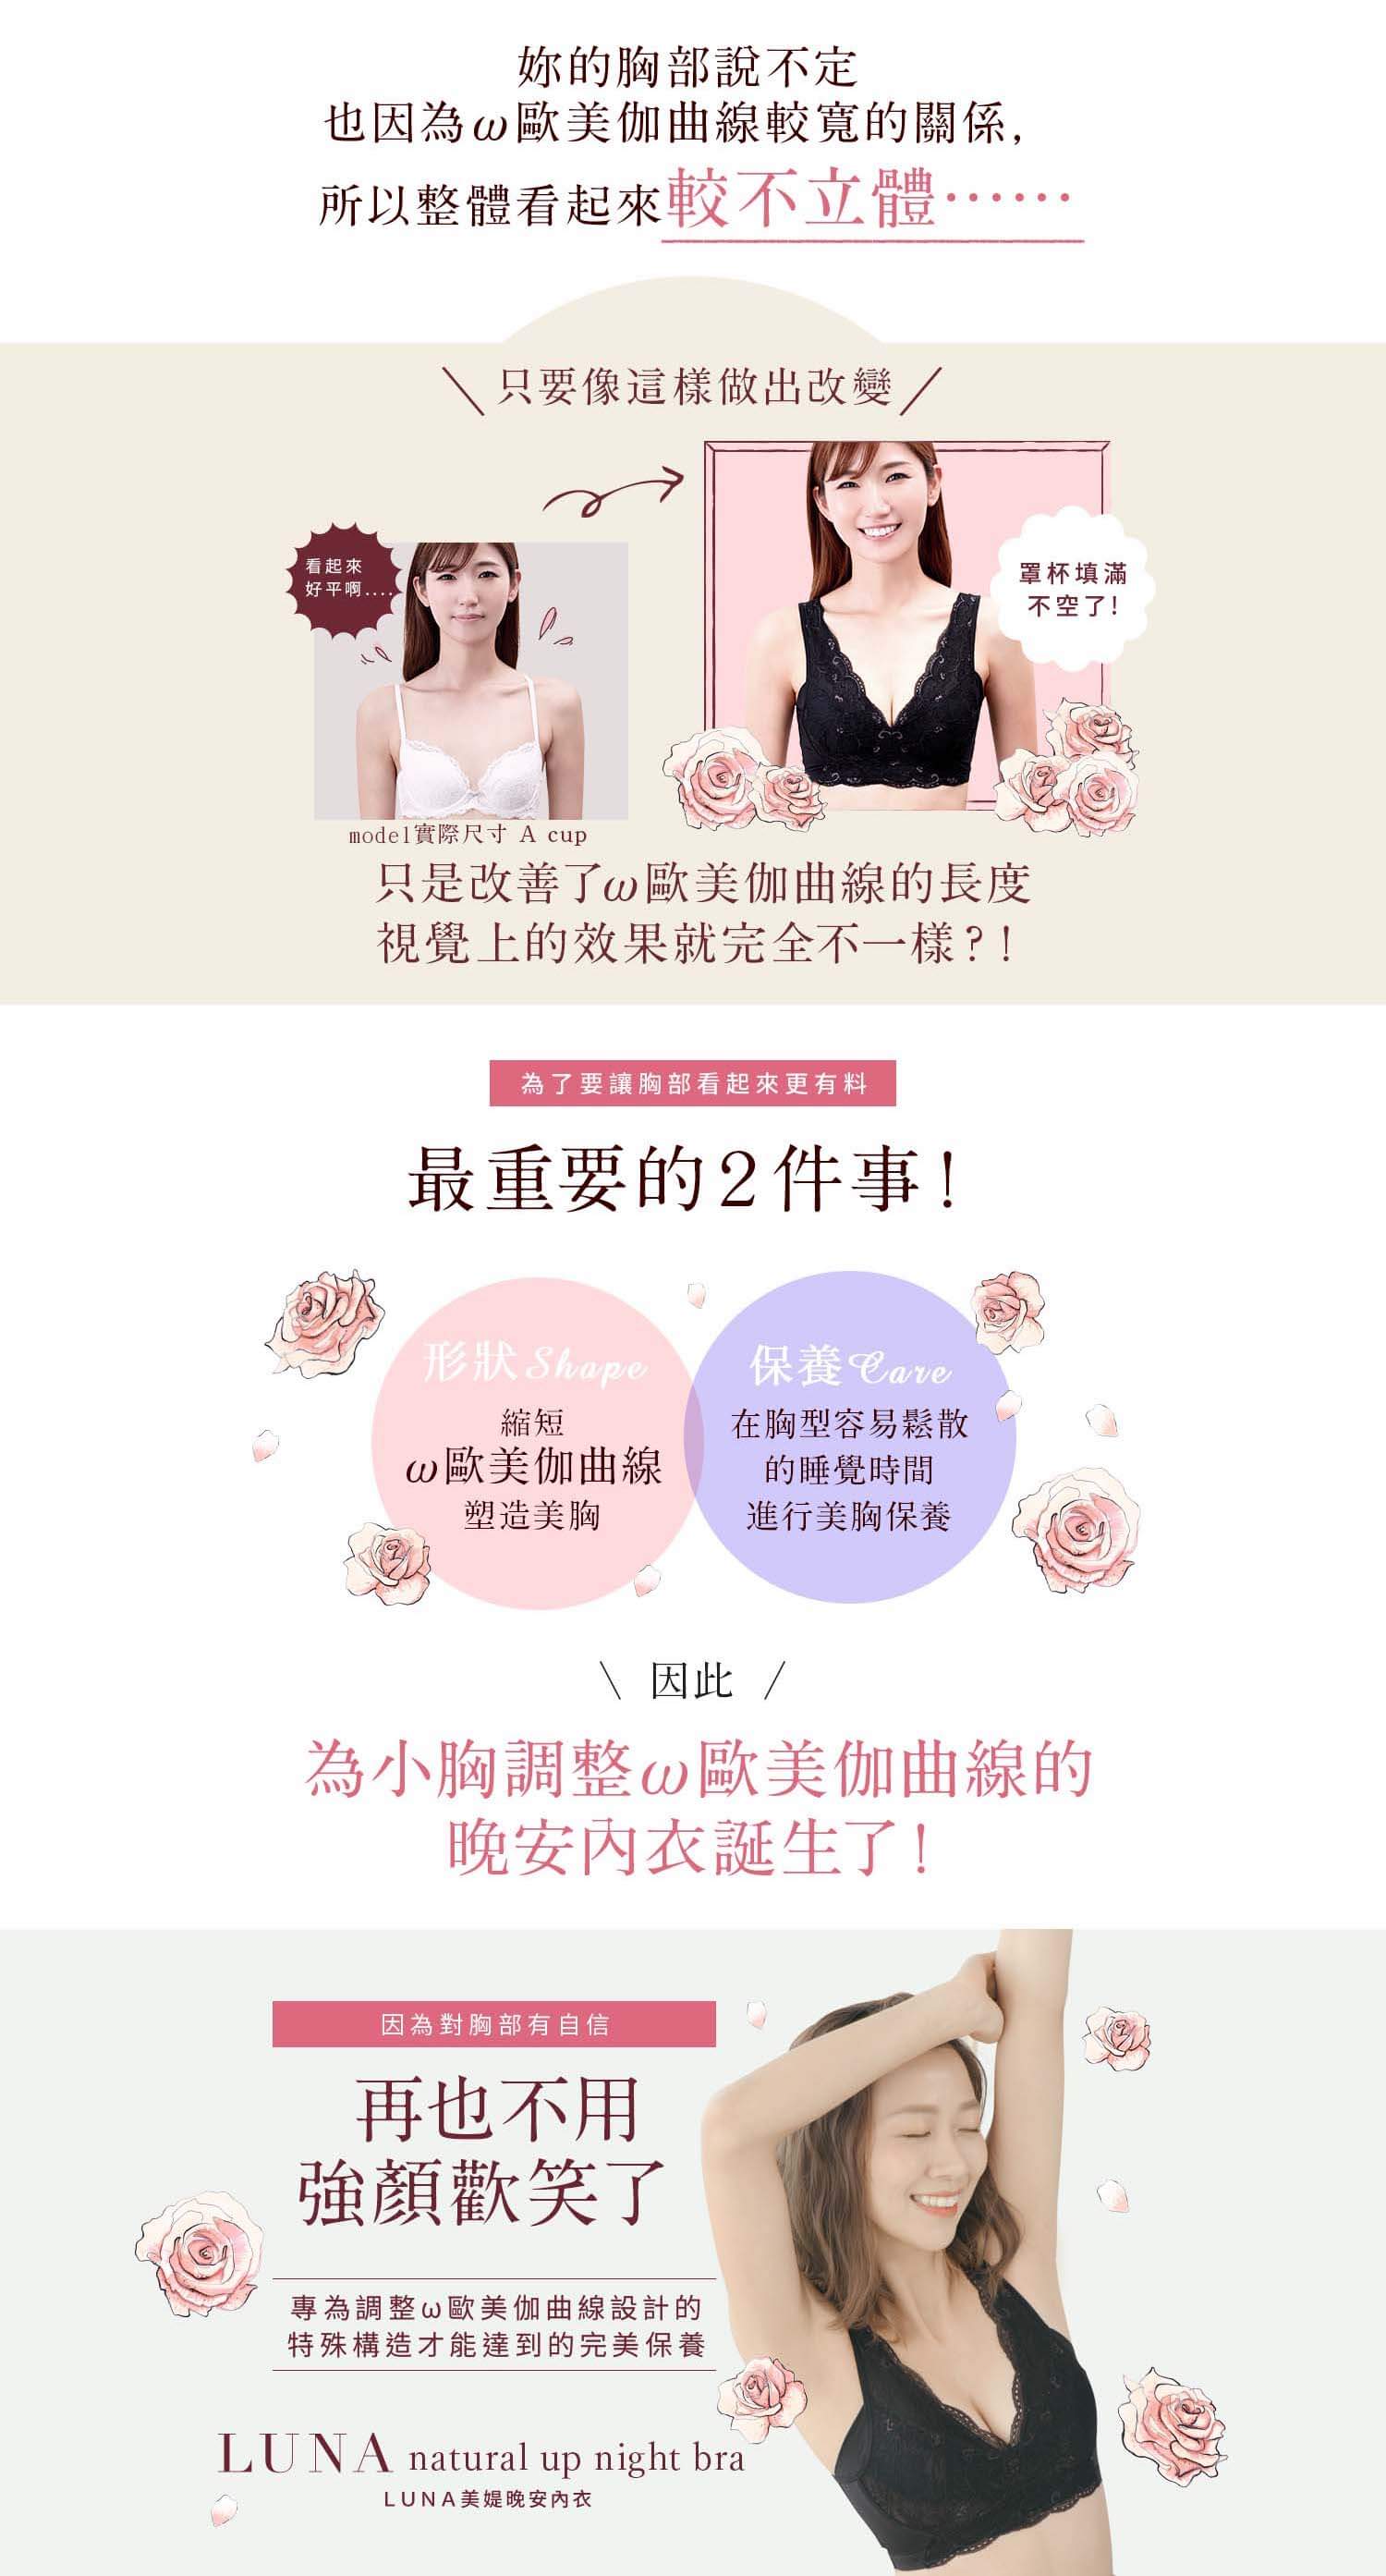 妳的胸部說不定
也因為ω歐美伽曲線較寬的關係,
所以整體看起來較不立體……
只要像這樣做出改變
看起來
好平啊....
罩杯填滿
不空了!
model實際尺寸 A cup
只是改善了ω歐美伽曲線的長度
視覺上的效果就完全不一樣?!
為了要讓胸部看起來更有料
最重要的2件事!
形狀Shape
縮短
ω歐美伽曲線
塑造美胸
保養Care
在胸型容易鬆散
的睡覺時間
進行美胸保養
因此
為小胸調整ω歐美伽曲線的
晚安內衣誕生了!
因為對胸部有自信
再也不用
強顏歡笑了
專為調整ω歐美伽曲線設計的
特殊構造才能達到的完美保養
LUNA natural up night bra
LUNA美媞晚安內衣